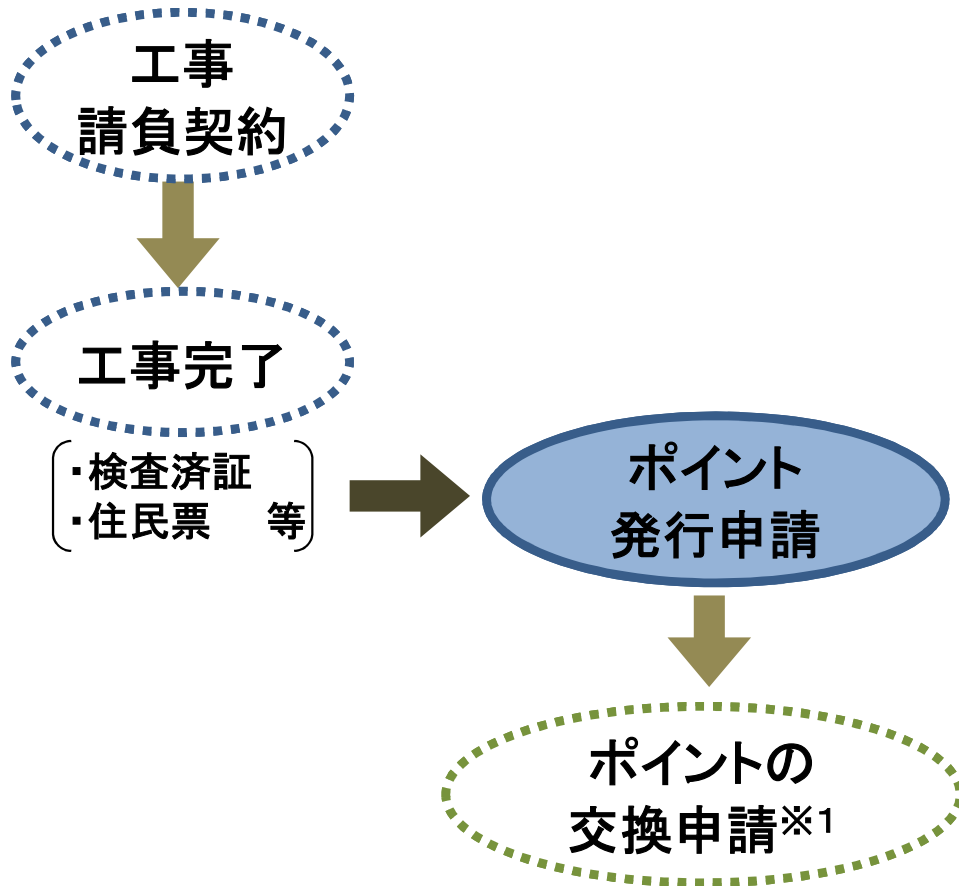 工事
請負契約
工事完了
・検査済証
・住民票 等
ポイント
発行申請
ポイントの
交換申請※1